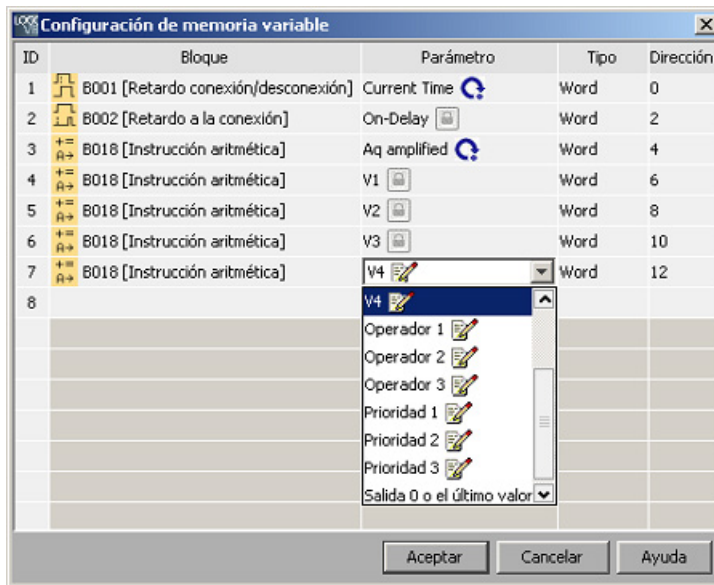 LOGO Configuración de memoria variable
ID Bloque Parámetro Tipo Dirección
1 B001 [Retardo conexión/desconexión] Current Time Word 0
2 B002 [Retardo a la conexión] On-Delay Word 2
3 += A→ B018 [Instrucción aritmética] Aq amplified Word 4
4 += A→ B018 [Instrucción aritmética] V1 Word 6
5 += A→ B018 [Instrucción aritmética] V2 Word 8
6 += A→ B018 [Instrucción aritmética] V3 Word 10
7 += A→ B018 [Instrucción aritmética] V4 Word 12
8
V4
Operador 1
Operador 2
Operador 3
Prioridad 1
Prioridad 2
Prioridad 3
Salida 0 o el último valor
Aceptar Cancelar Ayuda